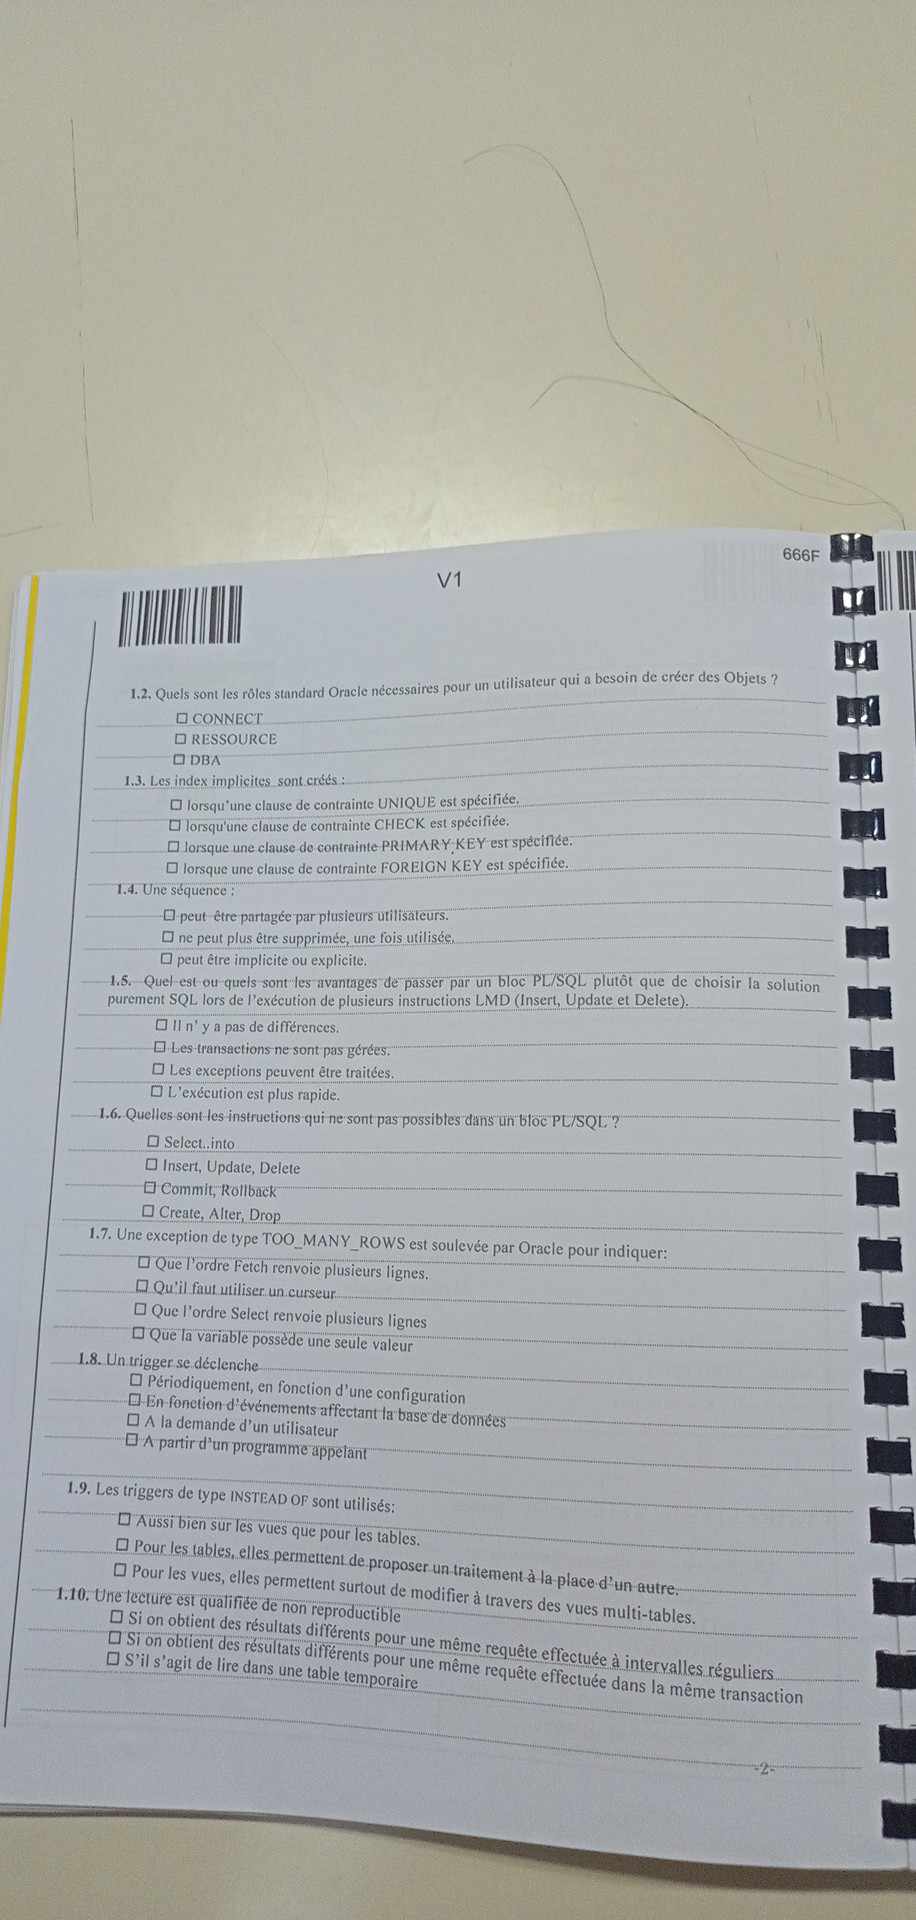 666F
V1
1.2. Quels sont les rôles standard Oracle nécessaires pour un utilisateur qui a besoin de créer des Objets ?
☐ CONNECT
☐ RESSOURCE
☐ DBA
1.3. Les index implicites sont créés :
☐ lorsqu'une clause de contrainte UNIQUE est spécifiée.
☐ lorsqu'une clause de contrainte CHECK est spécifiée.
☐ lorsque une clause de contrainte PRIMARY KEY est spécifiée.
☐ lorsque une clause de contrainte FOREIGN KEY est spécifiée.
1.4. Une séquence :
☐ peut être partagée par plusieurs utilisateurs.
☐ ne peut plus être supprimée, une fois utilisée.
☐ peut être implicite ou explicite.
1.5. Quel est ou quels sont les avantages de passer par un bloc PL/SQL plutôt que de choisir la solution
purement SQL lors de l'exécution de plusieurs instructions LMD (Insert, Update et Delete).
☐ Il n' y a pas de différences.
☐ Les transactions ne sont pas gérées.
☐ Les exceptions peuvent être traitées.
☐ L'exécution est plus rapide.
1.6. Quelles sont les instructions qui ne sont pas possibles dans un bloc PL/SQL ?
☐ Select..into
☐ Insert, Update, Delete
☐ Commit, Rollback
☐ Create, Alter, Drop
1.7. Une exception de type TOO_MANY_ROWS est soulevée par Oracle pour indiquer:
☐ Que l'ordre Fetch renvoie plusieurs lignes.
☐ Qu'il faut utiliser un curseur
☐ Que l'ordre Select renvoie plusieurs lignes
☐ Que la variable possède une seule valeur
1.8. Un trigger se déclenche
☐ Périodiquement, en fonction d'une configuration
☐ En fonction d'événements affectant la base de données
☐ A la demande d'un utilisateur
☐ A partir d'un programme appelant
1.9. Les triggers de type INSTEAD OF sont utilisés:
☐ Aussi bien sur les vues que pour les tables.
☐ Pour les tables, elles permettent de proposer un traitement à la place d'un autre.
☐ Pour les vues, elles permettent surtout de modifier à travers des vues multi-tables.
1.10. Une lecture est qualifiée de non reproductible
☐ Si on obtient des résultats différents pour une même requête effectuée à intervalles réguliers
☐ Si on obtient des résultats différents pour une même requête effectuée dans la même transaction
☐ S'il s'agit de lire dans une table temporaire
-2-